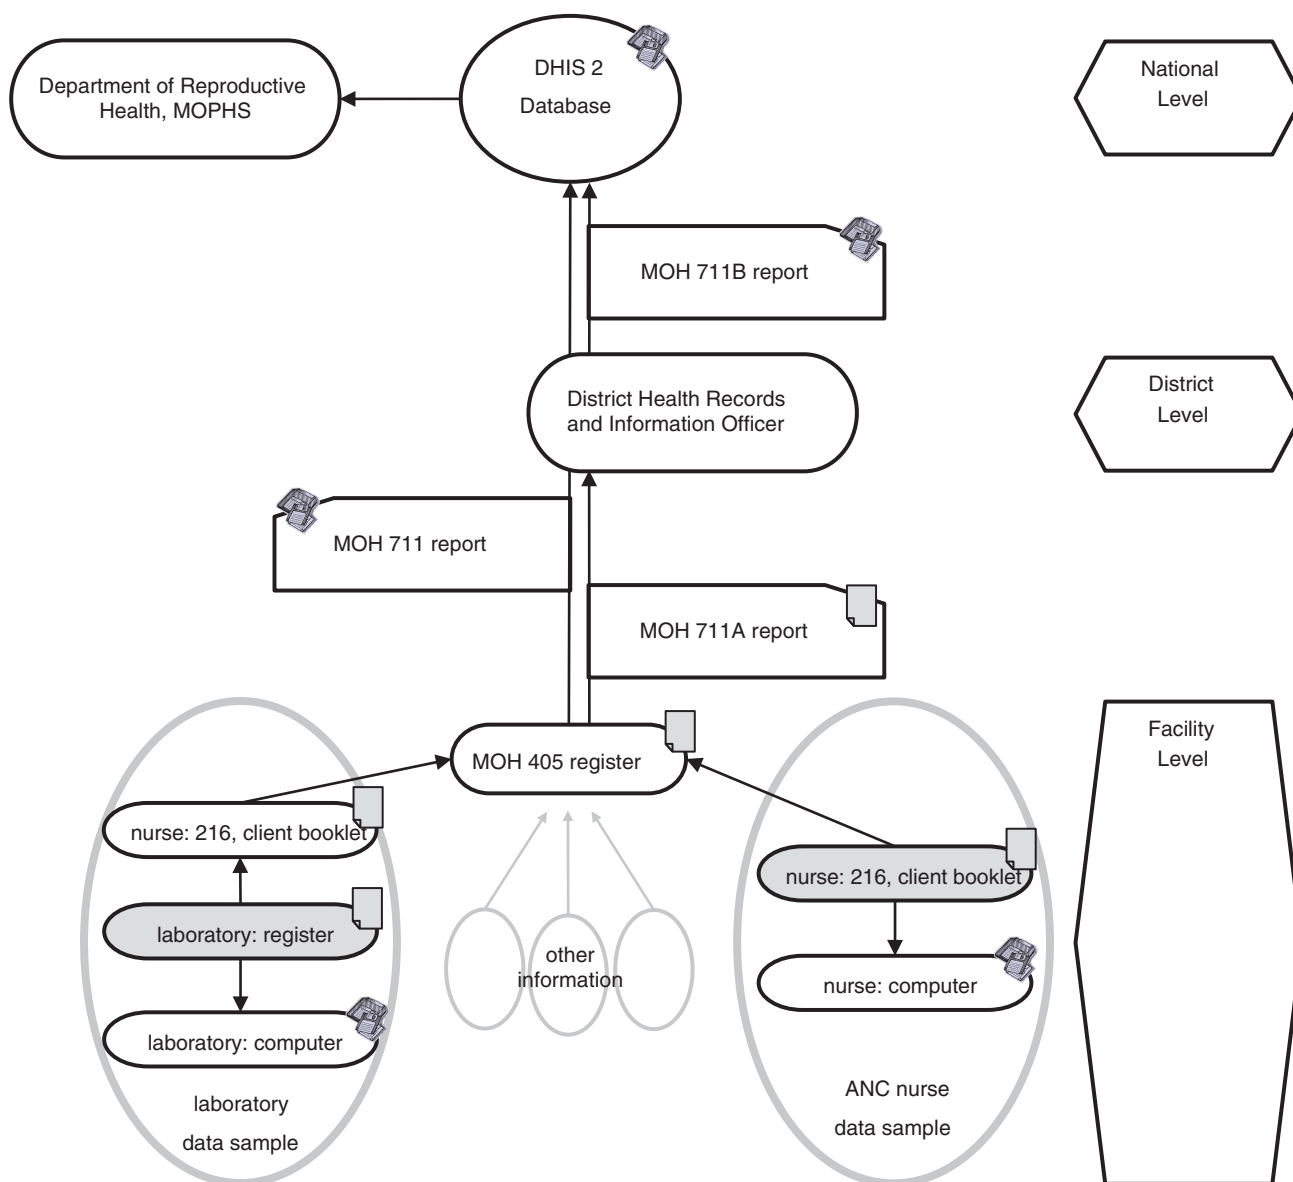 Department of Reproductive
Health, MOPHS
DHIS 2
Database
National
Level
MOH 711B report
District Health Records
and Information Officer
District
Level
MOH 711 report
MOH 711A report
MOH 405 register
Facility
Level
nurse: 216, client booklet
laboratory: register
laboratory: computer
laboratory
data sample
other
information
nurse: 216, client booklet
nurse: computer
ANC nurse
data sample